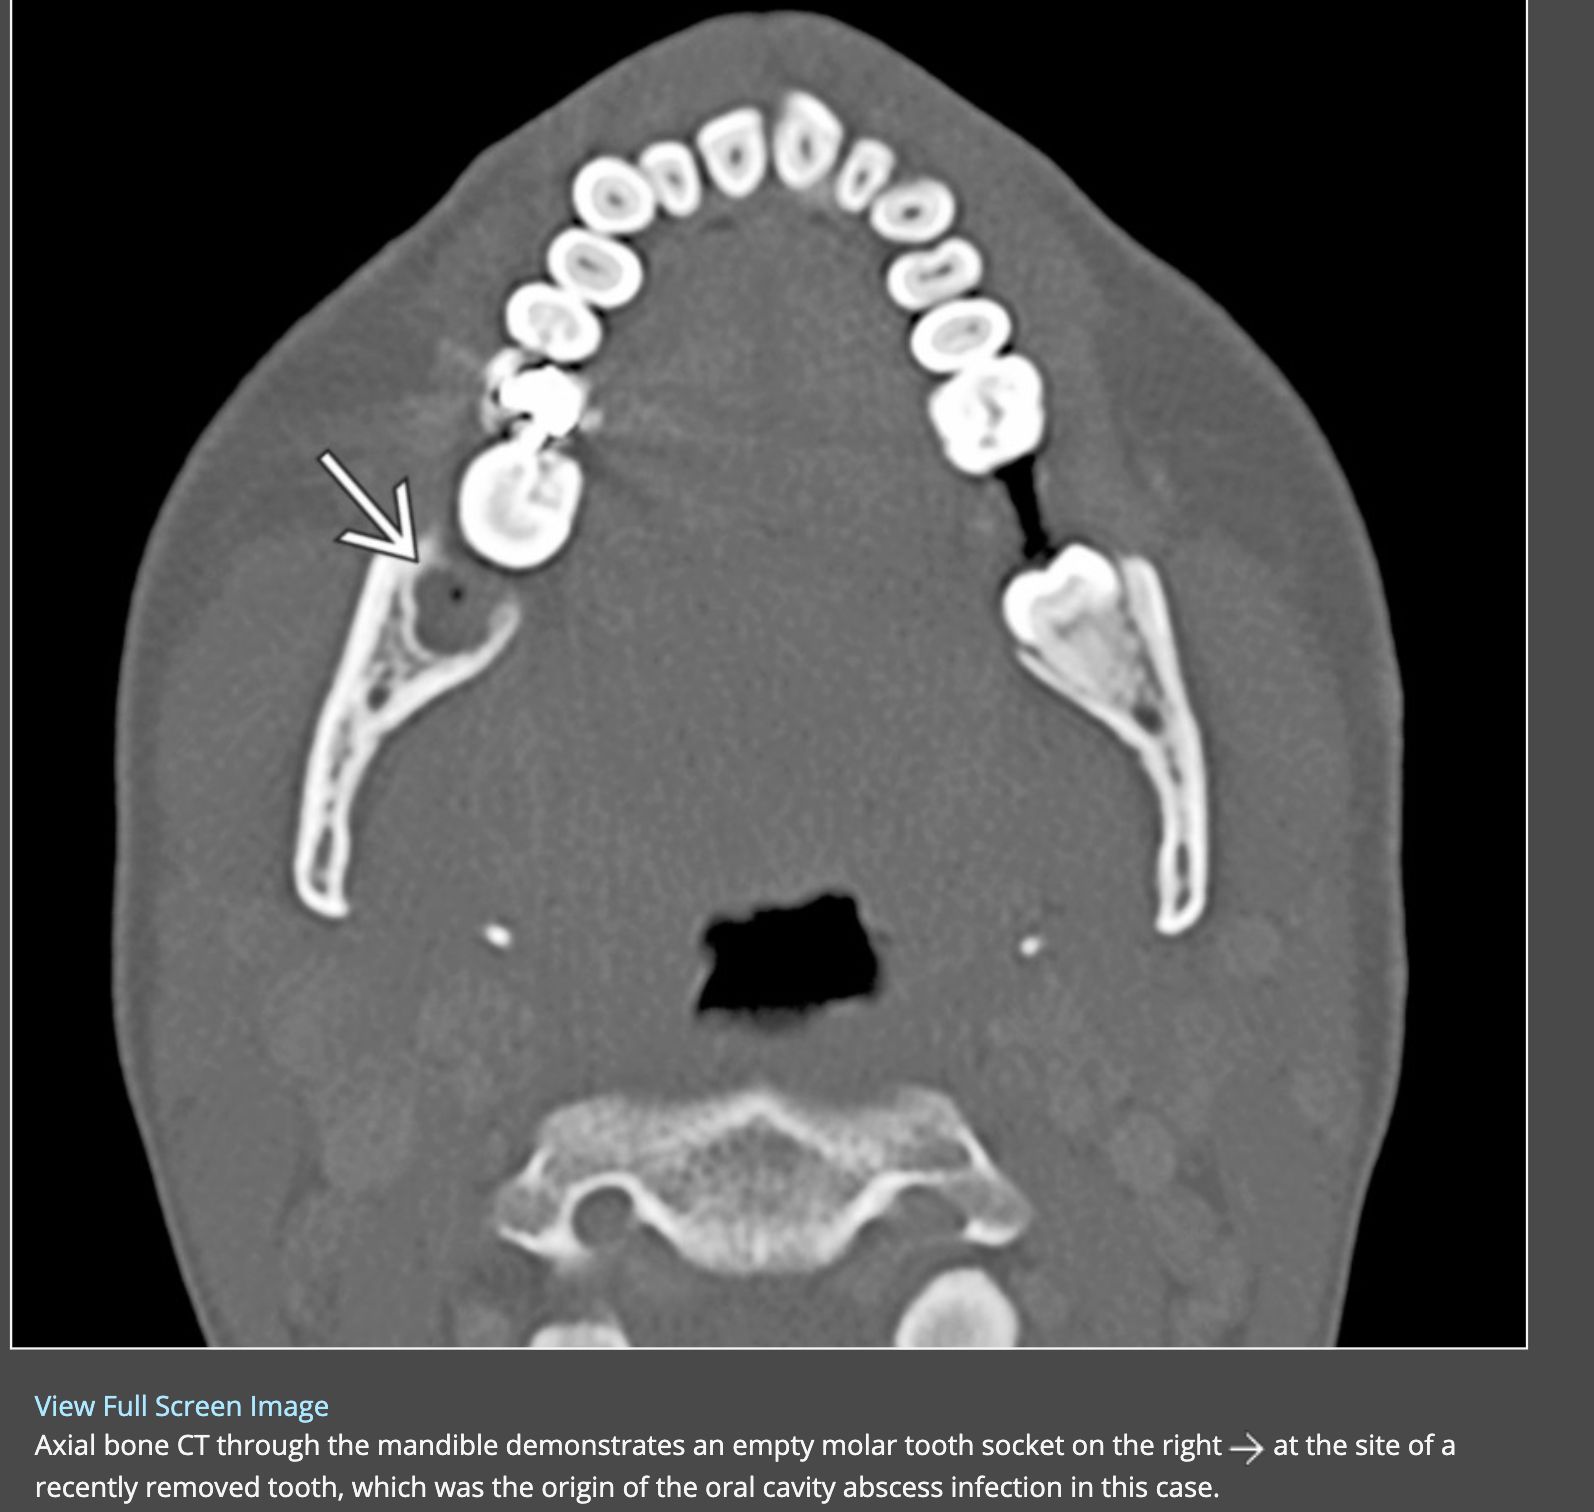 View Full Screen Image
Axial bone CT through the mandible demonstrates an empty molar tooth socket on the right → at the site of a
recently removed tooth, which was the origin of the oral cavity abscess infection in this case.